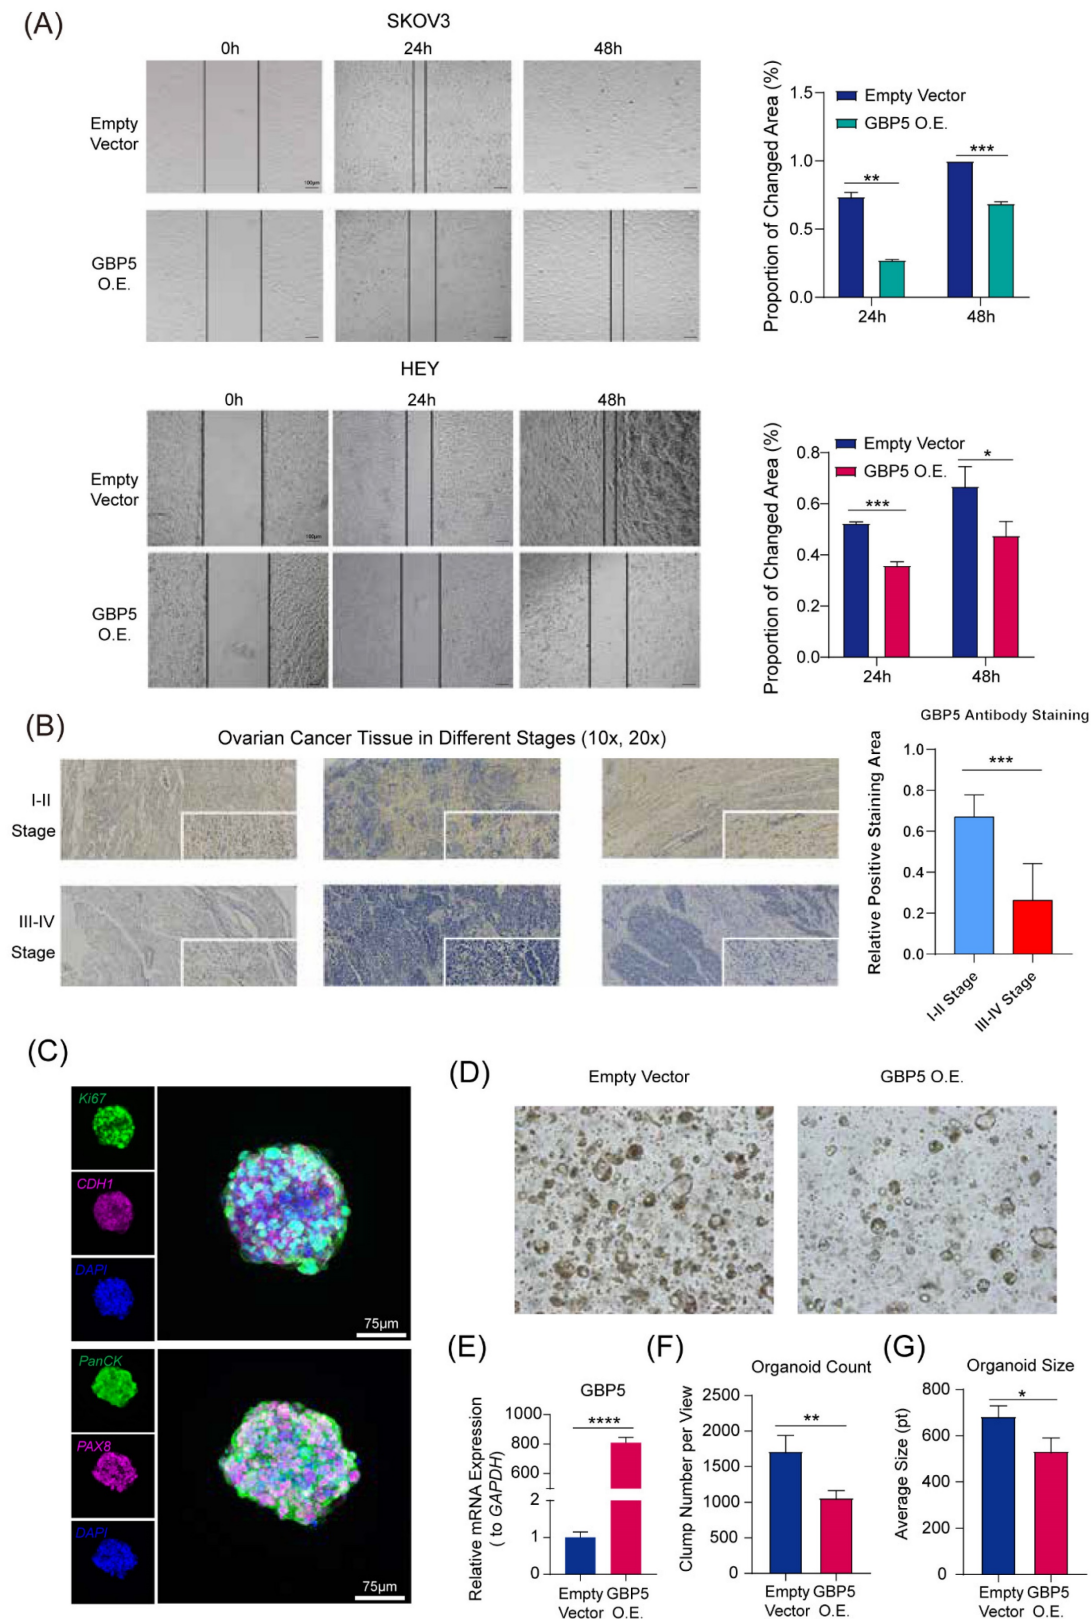 (A)
SKOV3
0h 24h 48h
Empty
Vector
100μm
GBP5
O.E.
Proportion of Changed Area (%)
1.5
1.0
0.5
0.0
Empty Vector
GBP5 O.E.
**
***
24h 48h
HEY
0h 24h 48h
Empty
Vector
100μm
GBP5
O.E.
Proportion of Changed Area (%)
0.8
0.6
0.4
0.2
0.0
Empty Vector
GBP5 O.E.
***
*
24h 48h
(B)
Ovarian Cancer Tissue in Different Stages (10x, 20x)
I-II
Stage
III-IV
Stage
GBP5 Antibody Staining
Relative Positive Staining Area
1.0
0.8
0.6
0.4
0.2
0.0
***
I-II Stage
III-IV Stage
(C)
Ki67
CDH1
DAPI
75μm
PanCK
PAX8
DAPI
75μm
(D)
Empty Vector GBP5 O.E.
(E)
GBP5
Relative mRNA Expression
( to GAPDH)
1000
800
600
2
1
0
****
Empty GBP5
Vector O.E.
(F)
Organoid Count
Clump Number per View
2500
2000
1500
1000
500
0
**
Empty GBP5
Vector O.E.
(G)
Organoid Size
Average Size (pt)
800
600
400
200
0
*
Empty GBP5
Vector O.E.